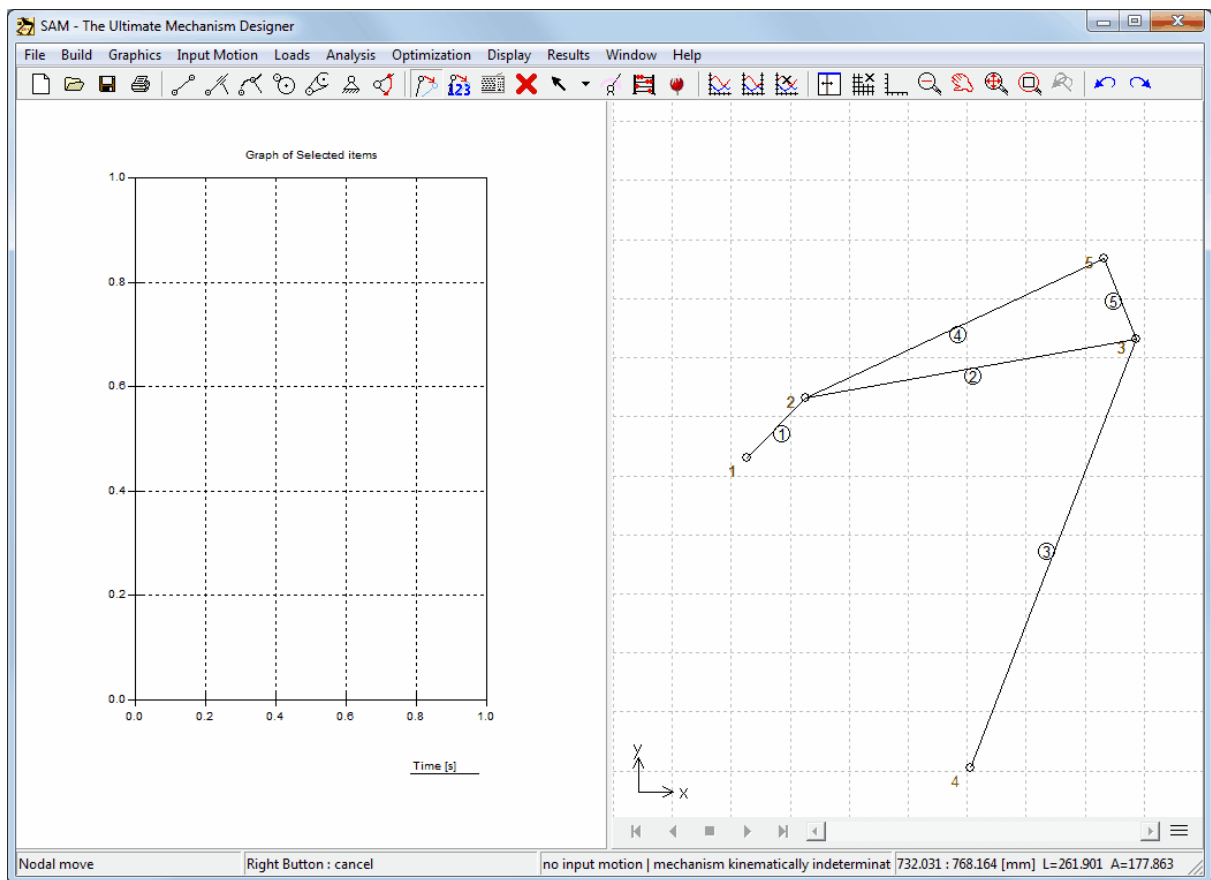 SAM - The Ultimate Mechanism Designer
File Build Graphics Input Motion Loads Analysis Optimization Display Results Window Help
123
Graph of Selected items
1.0
0.8
0.6
0.4
0.2
0.0
0.0 0.2 0.4 0.6 0.8 1.0
Time [s]
5
5
4
3
2
2
1
1
3
4
y
x
Nodal move
Right Button : cancel
no input motion | mechanism kinematically indeterminat
732.031 : 768.164 [mm] L=261.901 A=177.863